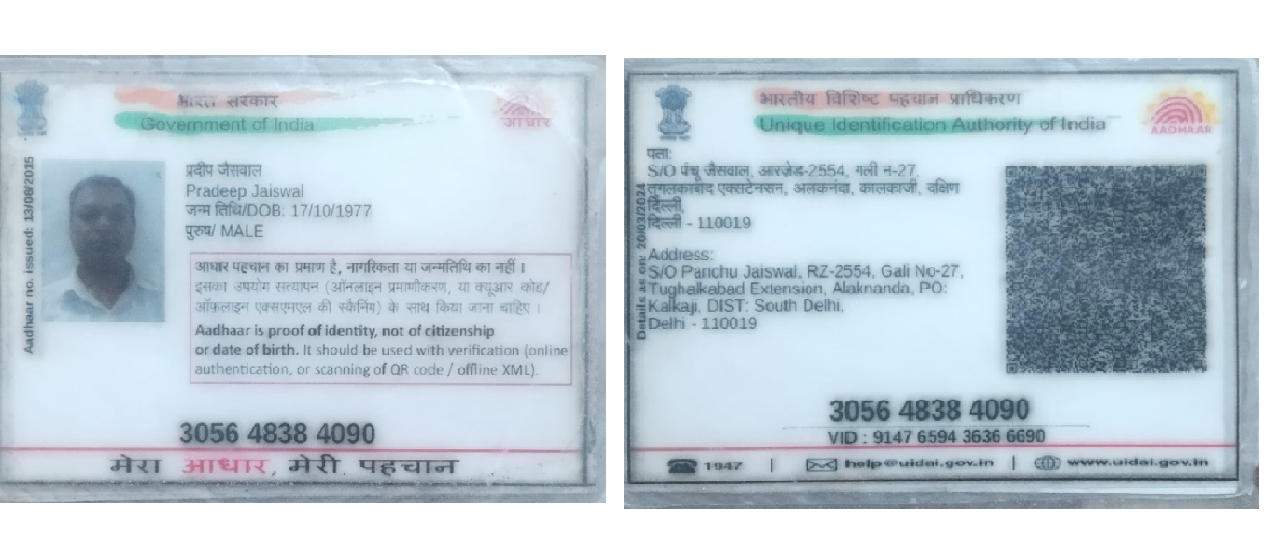 भारत सरकार
Government of India
आधार
Aadhaar no. issued: 13/08/2015
प्रदीप जैसवाल
Pradeep Jaiswal
जन्म तिथि/DOB: 17/10/1977
पुरुष/ MALE
आधार पहचान का प्रमाण है, नागरिकता या जन्मतिथि का नहीं ।
इसका उपयोग सत्यापन (ऑनलाइन प्रमाणीकरण, या क्यूआर कोड/
ऑफ़लाइन एक्सएमएल की स्कैनिंग) के साथ किया जाना चाहिए ।
Aadhaar is proof of identity, not of citizenship
or date of birth. It should be used with verification (online
authentication, or scanning of QR code / offline XML).
3056 4838 4090
मेरा आधार, मेरी पहचान
भारतीय विशिष्ट पहचान प्राधिकरण
Unique Identification Authority of India
AADHAAR
Details as on: 20/03/2024
पता:
S/O पंचू जैसवाल, आरज़ेड-2554, गली न-27,
तुगलकाबाद एक्सटेनसन, अलकनंदा, कालकाजी, दक्षिण
दिल्ली,
दिल्ली - 110019
Address:
S/O Panchu Jaiswal, RZ-2554, Gali No-27,
Tughalkabad Extension, Alaknanda, PO:
Kalkaji, DIST: South Delhi,
Delhi - 110019
3056 4838 4090
VID : 9147 6594 3636 6690
1947 | help@uidai.gov.in | www.uidai.gov.in